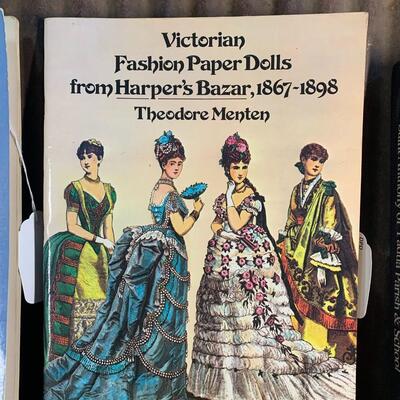 Victorian
Fashion Paper Dolls
from Harper's Bazar, 1867-1898
Theodore Menten